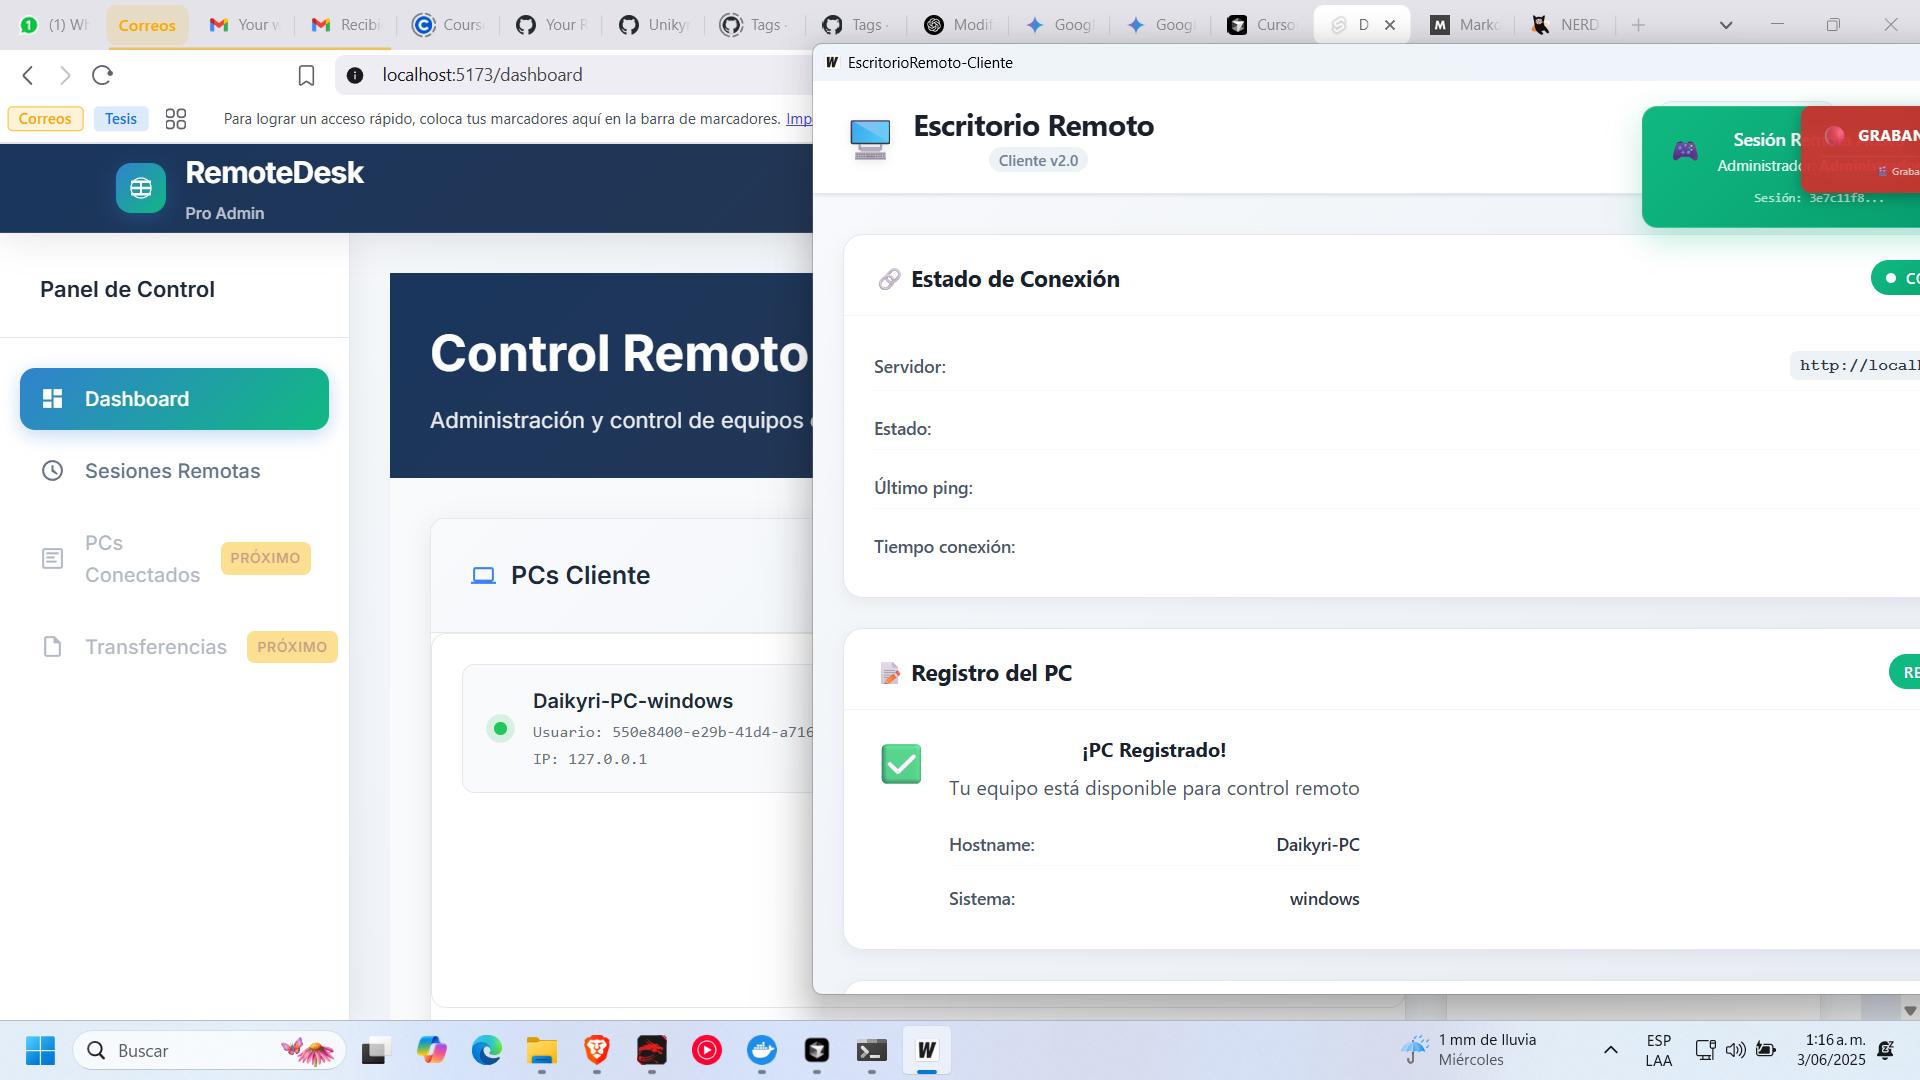 (1) Wh
Correos
Your w
Recibi
Cours
Your R
Uniky
Tags ·
Tags ·
Modif
Googl
Googl
Curso
D
Marko
NERD
localhost:5173/dashboard
Correos
Tesis
Para lograr un acceso rápido, coloca tus marcadores aquí en la barra de marcadores. Imp
RemoteDesk
Pro Admin
Panel de Control
Dashboard
Sesiones Remotas
PCs
Conectados
PRÓXIMO
Transferencias
PRÓXIMO
Control Remoto
Administración y control de equipos
PCs Cliente
Daikyri-PC-windows
Usuario: 550e8400-e29b-41d4-a716
IP: 127.0.0.1
W EscritorioRemoto-Cliente
Escritorio Remoto
Cliente v2.0
Sesión R
Administrador:
Sesión: 3e7c11f8...
GRABAN
Graba
Estado de Conexión
CO
Servidor:
http://local
Estado:
Último ping:
Tiempo conexión:
Registro del PC
RE
¡PC Registrado!
Tu equipo está disponible para control remoto
Hostname:
Daikyri-PC
Sistema:
windows
Buscar
W
1 mm de lluvia
Miércoles
ESP
LAA
1:16 a. m.
3/06/2025